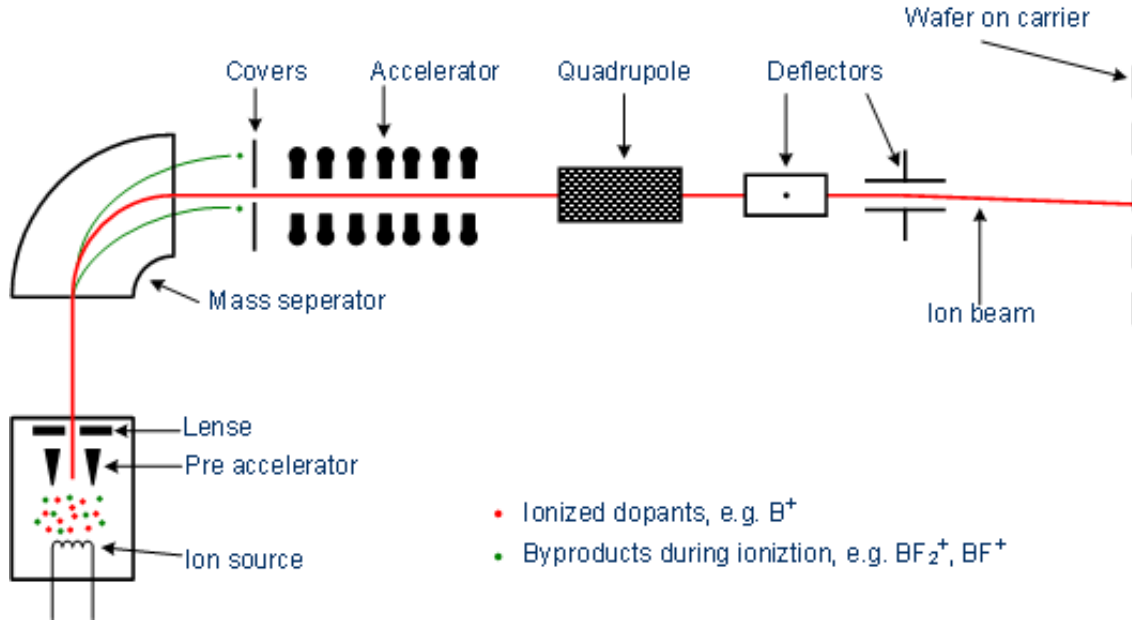 Wafer on carrier
Covers
Accelerator
Quadrupole
Deflectors
Mass seperator
Ion beam
Lense
Pre accelerator
Ion source
Ionized dopants, e.g. B⁺
Byproducts during ioniztion, e.g. BF₂⁺, BF⁺